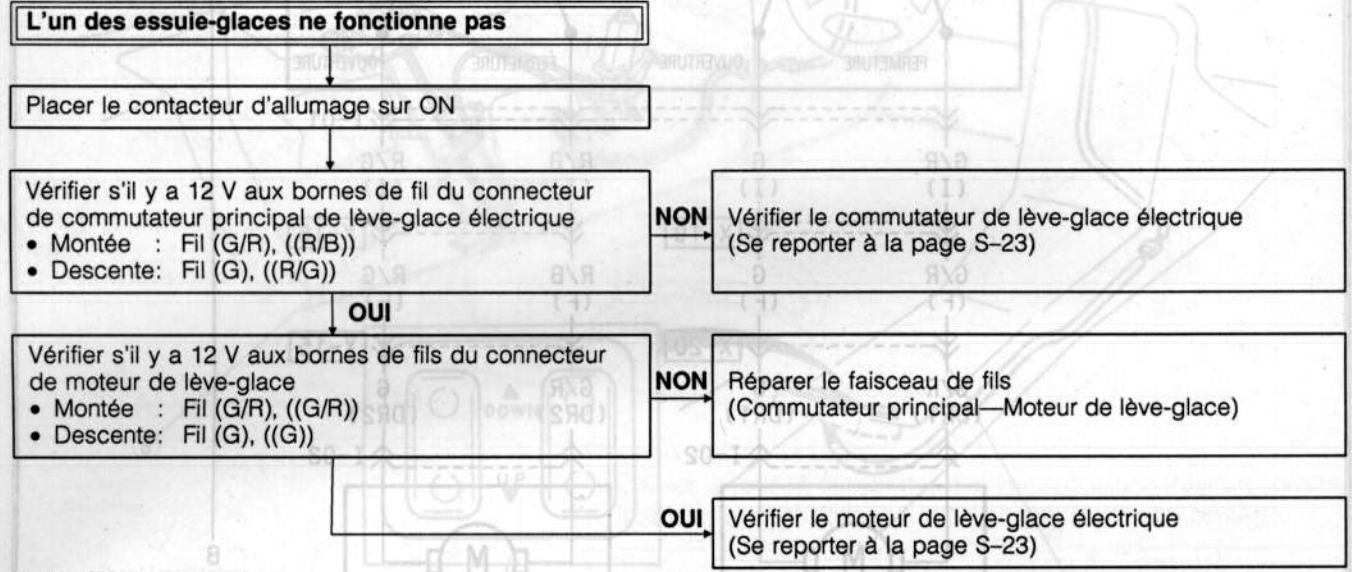 L'un des essuie-glaces ne fonctionne pas
Placer le contacteur d'allumage sur ON
Vérifier s'il y a 12 V aux bornes de fil du connecteur
de commutateur principal de lève-glace électrique
• Montée : Fil (G/R), ((R/B))
• Descente: Fil (G), ((R/G))
NON
Vérifier le commutateur de lève-glace électrique
(Se reporter à la page S–23)
OUI
Vérifier s'il y a 12 V aux bornes de fils du connecteur
de moteur de lève-glace
• Montée : Fil (G/R), ((G/R))
• Descente: Fil (G), ((G))
NON
Réparer le faisceau de fils
(Commutateur principal—Moteur de lève-glace)
OUI
Vérifier le moteur de lève-glace électrique
(Se reporter à la page S–23)